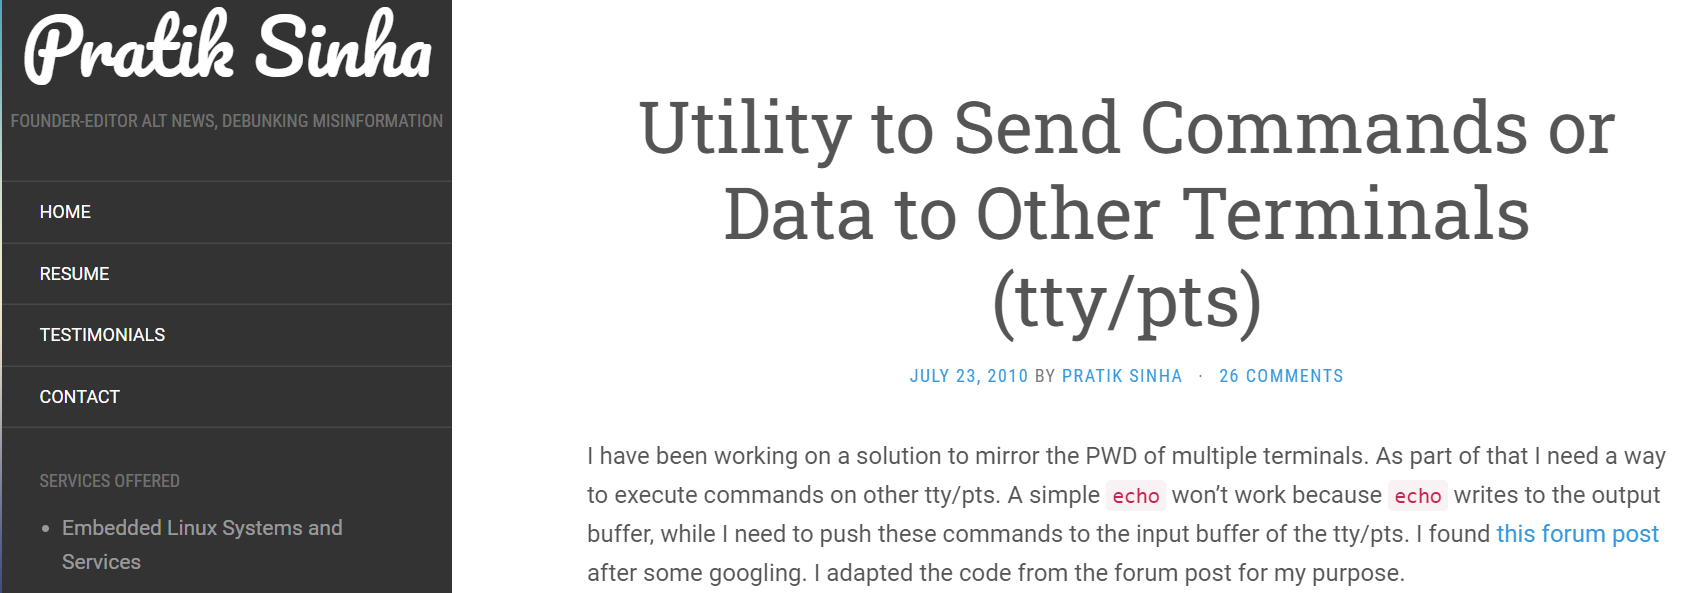 Pratik Sinha
FOUNDER-EDITOR ALT NEWS, DEBUNKING MISINFORMATION
HOME
RESUME
TESTIMONIALS
CONTACT
SERVICES OFFERED
• Embedded Linux Systems and
Services
Utility to Send Commands or
Data to Other Terminals
(tty/pts)
JULY 23, 2010 BY PRATIK SINHA · 26 COMMENTS
I have been working on a solution to mirror the PWD of multiple terminals. As part of that I need a way
to execute commands on other tty/pts. A simple echo won’t work because echo writes to the output
buffer, while I need to push these commands to the input buffer of the tty/pts. I found this forum post
after some googling. I adapted the code from the forum post for my purpose.